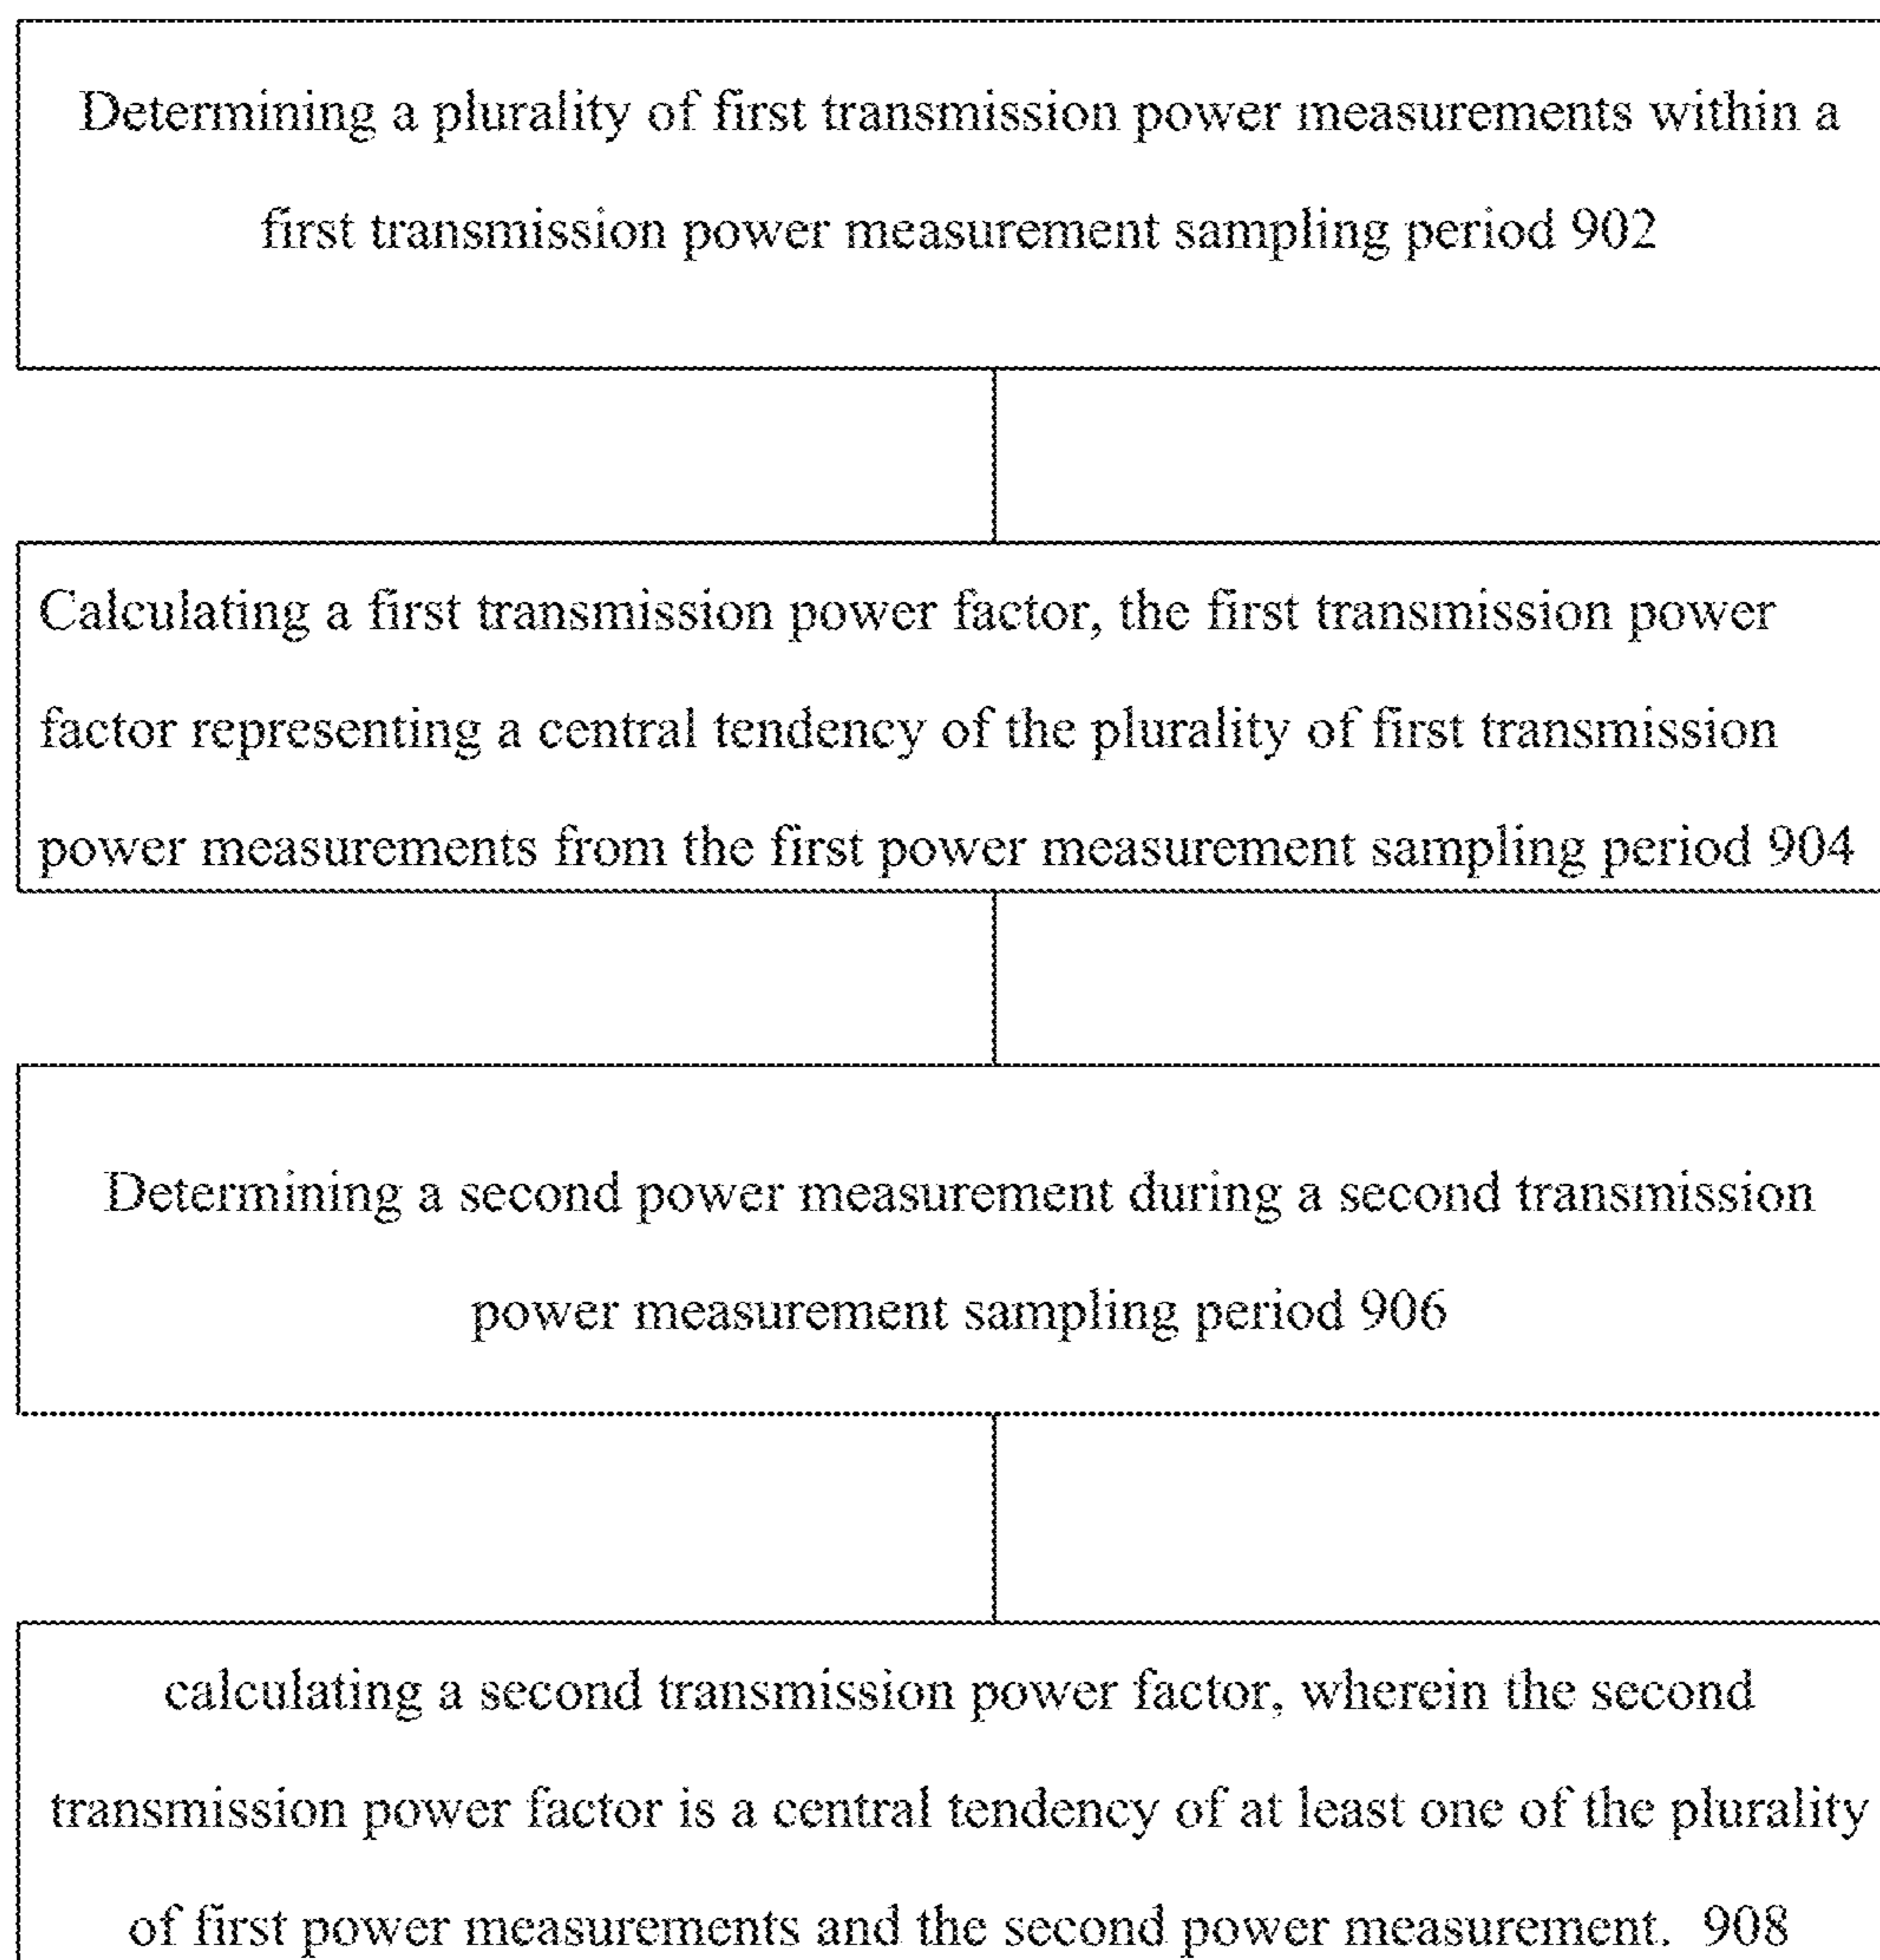 Determining a plurality of first transmission power measurements within a
first transmission power measurement sampling period 902
Calculating a first transmission power factor, the first transmission power
factor representing a central tendency of the plurality of first transmission
power measurements from the first power measurement sampling period 904
Determining a second power measurement during a second transmission
power measurement sampling period 906
calculating a second transmission power factor, wherein the second
transmission power factor is a central tendency of at least one of the plurality
of first power measurements and the second power measurement.  908